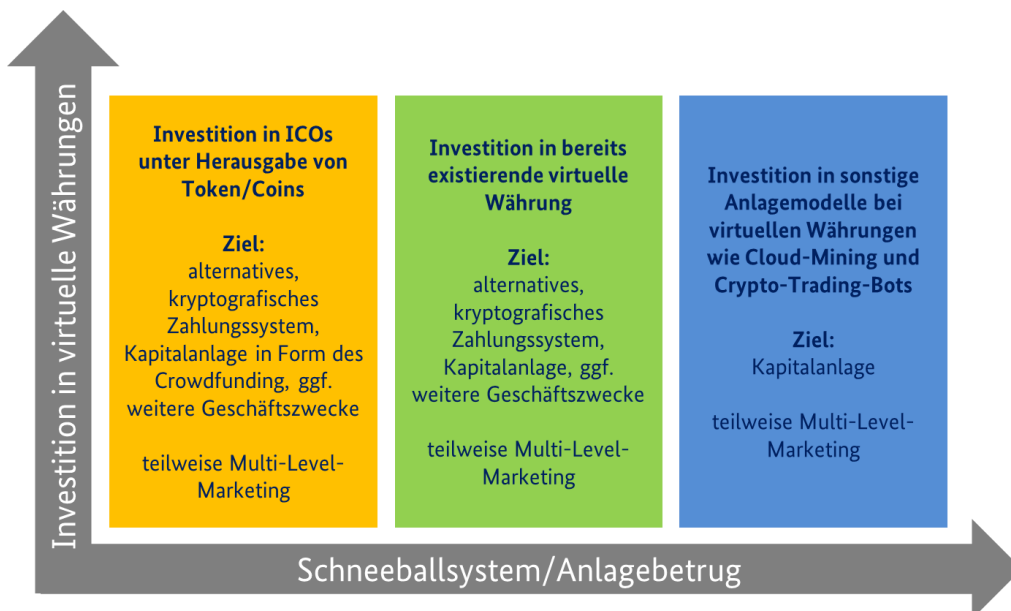 Investition in virtuelle Währungen
Investition in ICOs
unter Herausgabe von
Token/Coins
Ziel:
alternatives,
kryptografisches
Zahlungssystem,
Kapitalanlage in Form des
Crowdfunding, ggf.
weitere Geschäftszwecke
teilweise Multi-Level-
Marketing
Investition in bereits
existierende virtuelle
Währung
Ziel:
alternatives,
kryptografisches
Zahlungssystem,
Kapitalanlage, ggf.
weitere Geschäftszwecke
teilweise Multi-Level-
Marketing
Investition in sonstige
Anlagemodelle bei
virtuellen Währungen
wie Cloud-Mining und
Crypto-Trading-Bots
Ziel:
Kapitalanlage
teilweise Multi-Level-
Marketing
Schneeballsystem/Anlagebetrug